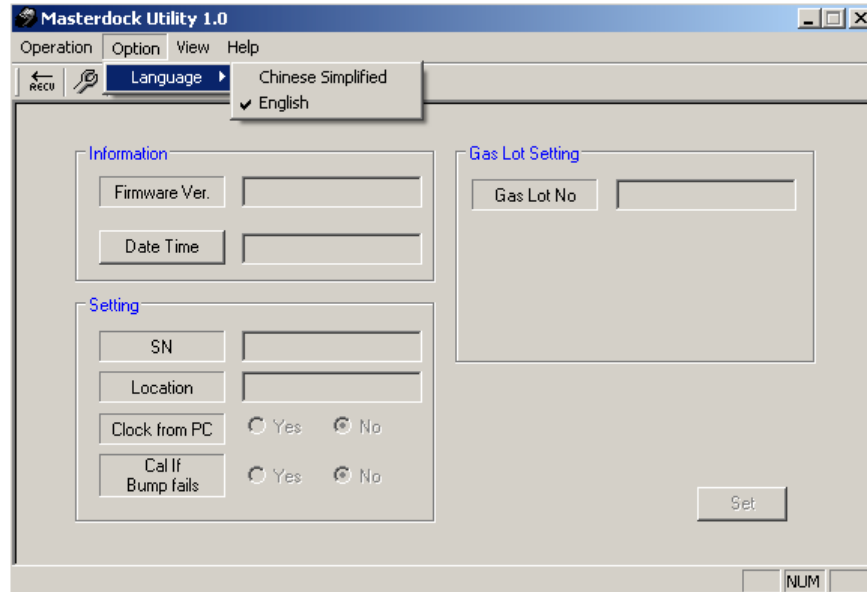 Masterdock Utility 1.0
Operation Option View Help
RECV
Language
Chinese Simplified
English
Information
Firmware Ver.
Date Time
Gas Lot Setting
Gas Lot No
Setting
SN
Location
Clock from PC Yes No
Cal If
Bump fails
Yes No
Set
NUM